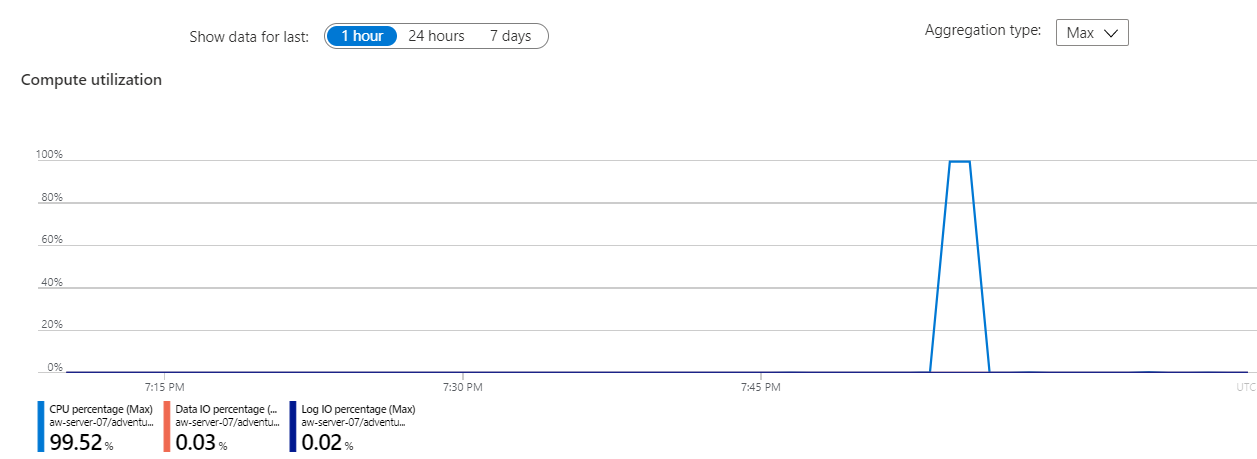 Show data for last: 1 hour 24 hours 7 days Aggregation type: Max
Compute utilization
100%
80%
60%
40%
20%
0%
7:15 PM 7:30 PM 7:45 PM UTC
CPU percentage (Max) Data IO percentage (... Log IO percentage (Max)
aw-server-07/adventu... aw-server-07/adventu... aw-server-07/adventu...
99.52 % 0.03 % 0.02 %